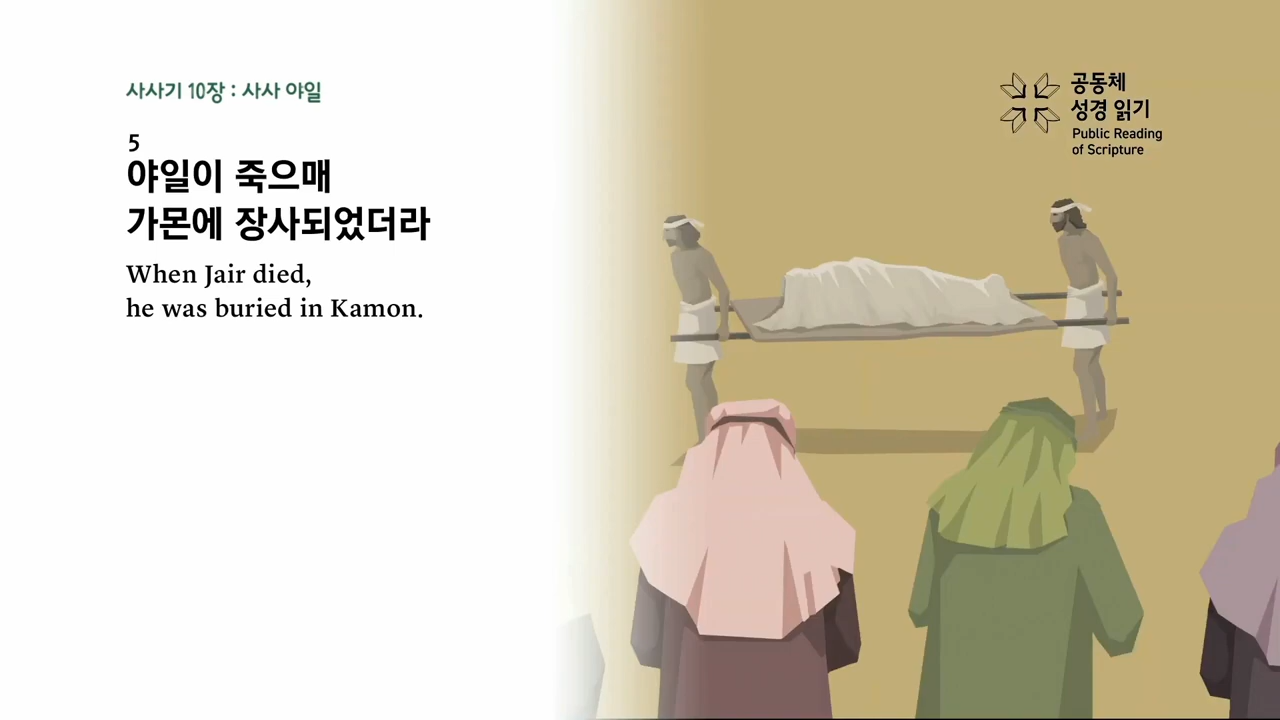 사사기 10장 : 사사 야일
5
야일이 죽으매
가몬에 장사되었더라
When Jair died,
he was buried in Kamon.
공동체
성경 읽기
Public Reading
of Scripture